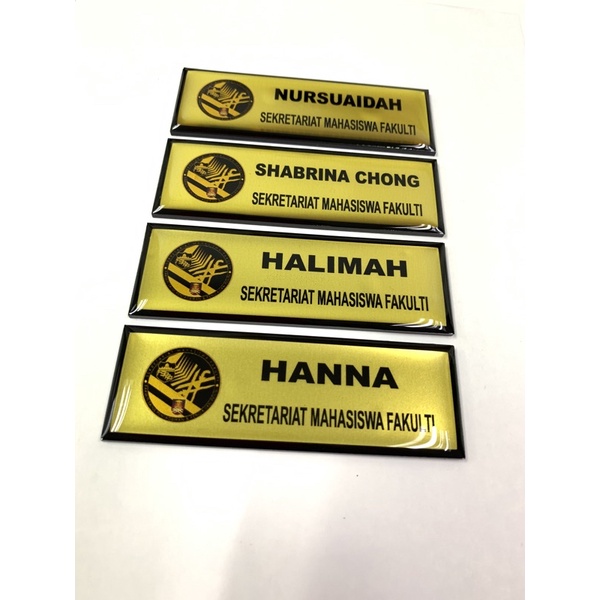 NURSUAIDAH
SEKRETARIAT MAHASISWA FAKULTI
SHABRINA CHONG
SEKRETARIAT MAHASISWA FAKULTI
HALIMAH
SEKRETARIAT MAHASISWA FAKULTI
HANNA
SEKRETARIAT MAHASISWA FAKULTI